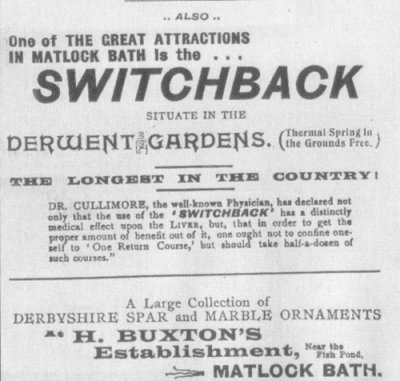 .. ALSO ..
One of THE GREAT ATTRACTIONS
IN MATLOCK BATH is the . . .
SWITCHBACK
SITUATE IN THE
DERWENT GARDENS. (Thermal Spring in
the Grounds Free.)
THE LONGEST IN THE COUNTRY!
DR. CULLIMORE, the well-known Physician, has declared not
only that the use of the 'SWITCHBACK' has a distinctly
medical effect upon the LIVER, but, that in order to get the
proper amount of benefit out of it, one ought not to confine one-
self to 'One Return Course,' but should take half-a-dozen of
such courses."
A Large Collection of
DERBYSHIRE SPAR and MARBLE ORNAMENTS
At H. BUXTON'S
Establishment, Near the
Fish Pond,
MATLOCK BATH.